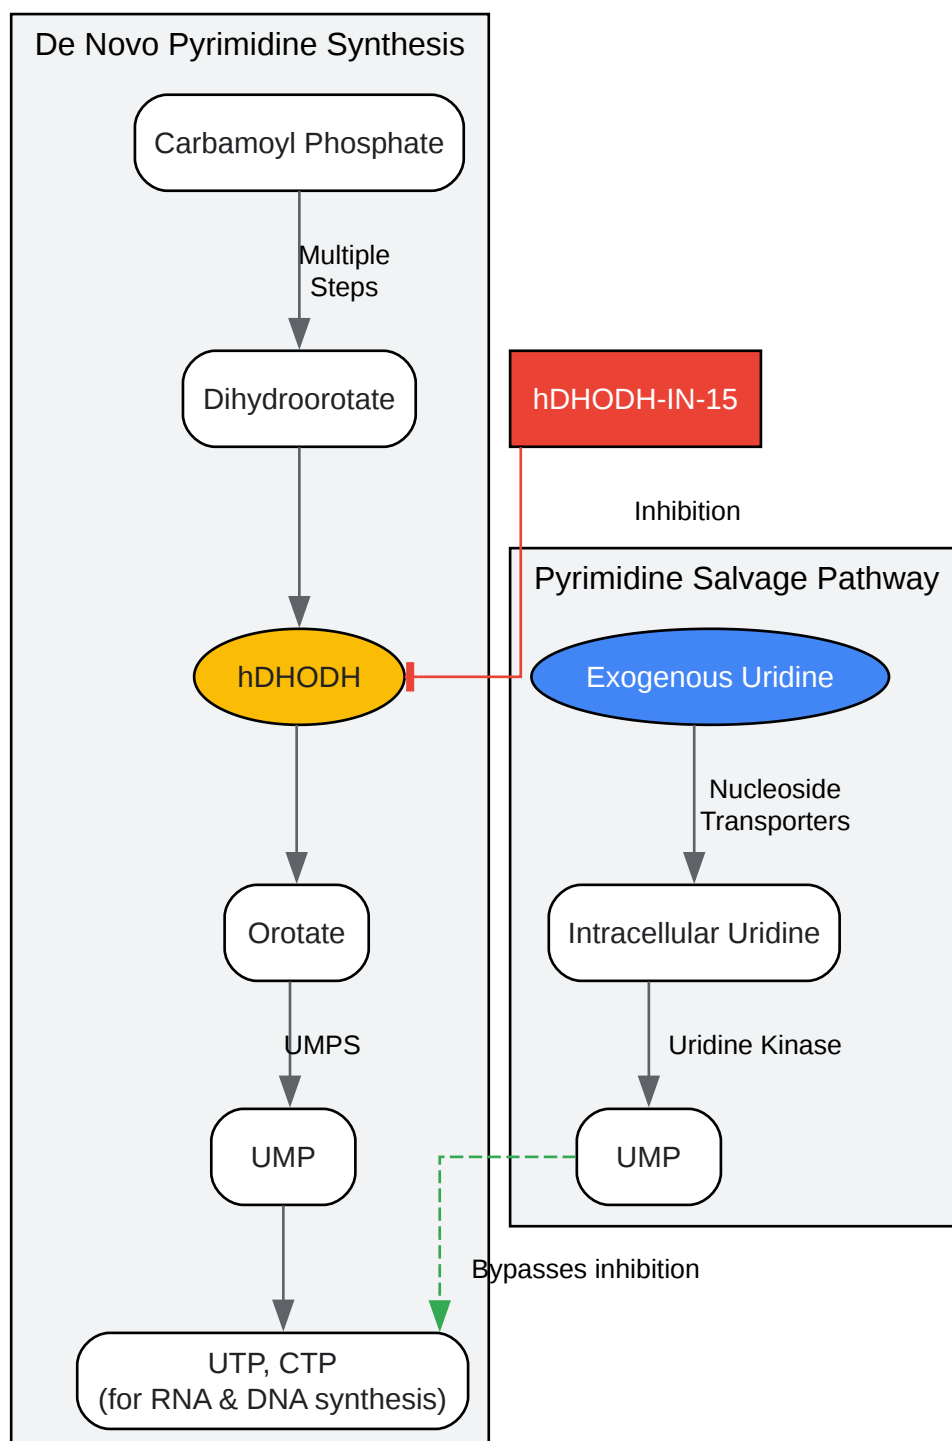 De Novo Pyrimidine Synthesis
Carbamoyl Phosphate
Multiple
Steps
Dihydroorotate
hDHODH-IN-15
Inhibition
Pyrimidine Salvage Pathway
hDHODH
Exogenous Uridine
Nucleoside
Transporters
Orotate
Intracellular Uridine
UMPS
Uridine Kinase
UMP
UMP
Bypasses inhibition
UTP, CTP
(for RNA & DNA synthesis)